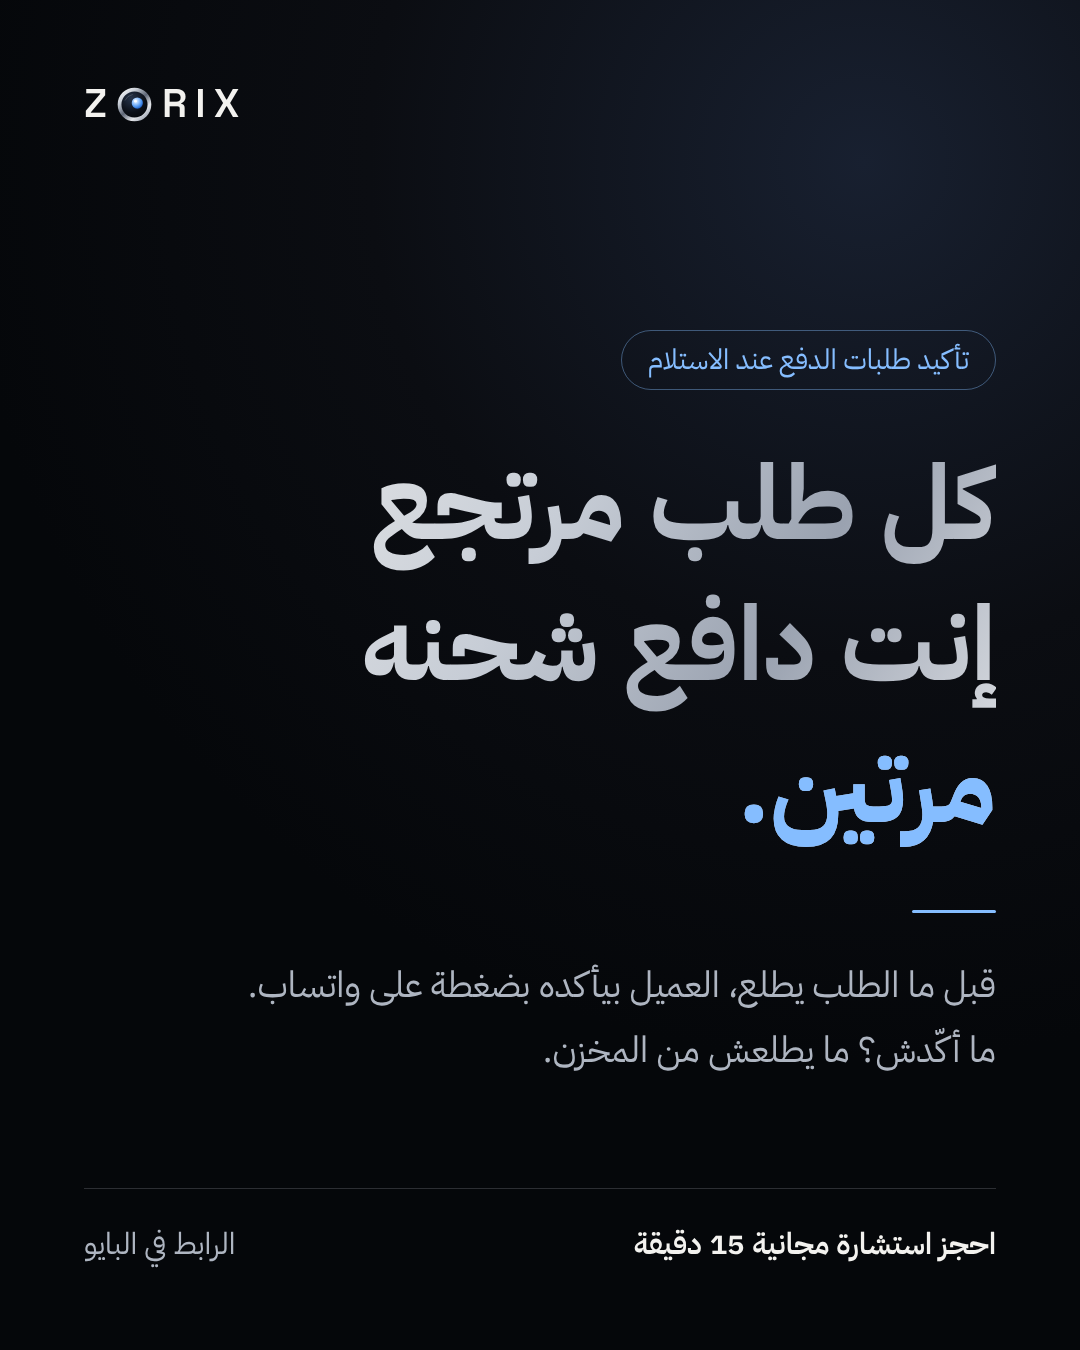 ZORIX
تأكيد طلبات الدفع عند الاستلام
كل طلب مرتجع
إنت دافع شحنه
مرتين.
قبل ما الطلب يطلع، العميل بيأكده بضغطة على واتساب.
ما أكّدش؟ ما يطلعش من المخزن.
احجز استشارة مجانية 15 دقيقة
الرابط في البايو